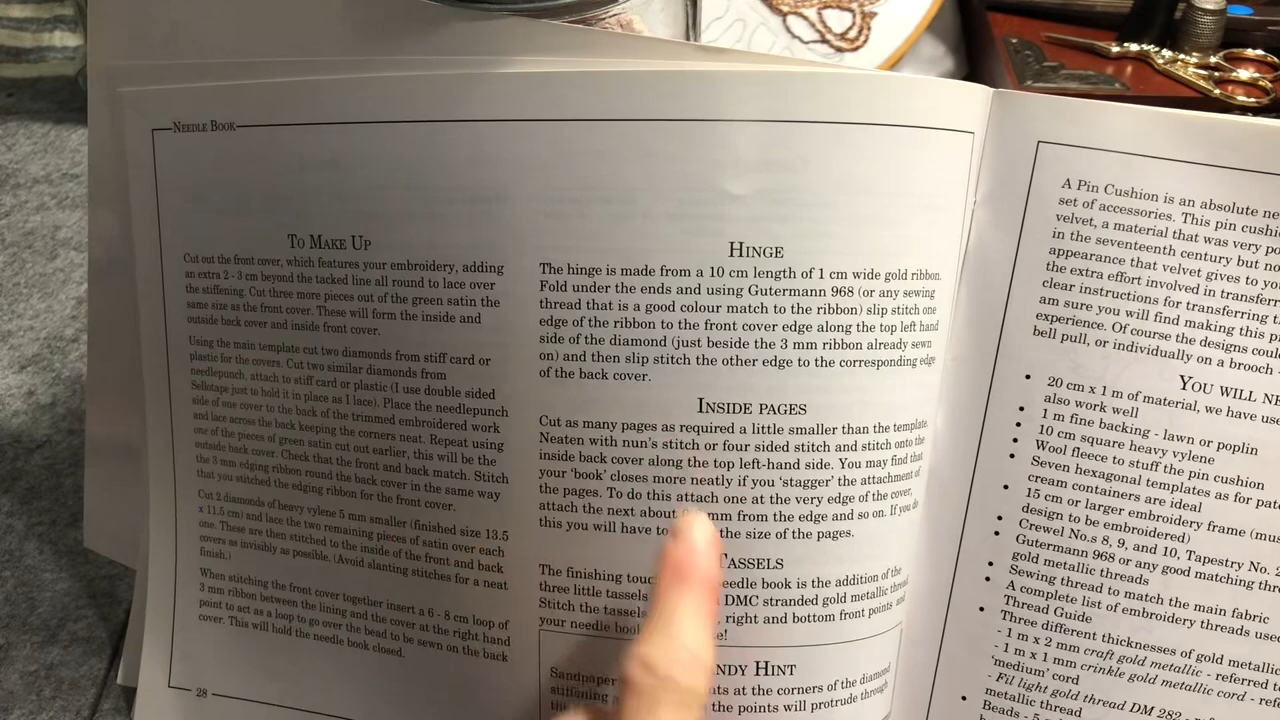 NEEDLE BOOK
TO MAKE UP
Cut out the front cover, which features your embroidery, adding
an extra 2 - 3 cm beyond the tacked line all round to lace over
the stiffening. Cut three more pieces out of the green satin the
same size as the front cover. These will form the inside and
outside back cover and inside front cover.
Using the main template cut two diamonds from stiff card or
plastic for the covers. Cut two similar diamonds from
needlepunch, attach to stiff card or plastic (I use double sided
Sellotape just to hold it in place as I lace). Place the needlepunch
side of one cover to the back of the trimmed embroidered work
and lace across the back keeping the corners neat. Repeat using
one of the pieces of green satin cut out earlier, this will be the
outside back cover. Check that the front and back match. Stitch
the 3 mm edging ribbon round the back cover in the same way
that you stitched the edging ribbon for the front cover.
Cut 2 diamonds of heavy vylene 5 mm smaller (finished size 13.5
x 11.5 cm) and lace the two remaining pieces of satin over each
one. These are then stitched to the inside of the front and back
covers as invisibly as possible. (Avoid slanting stitches for a neat
finish.)
When stitching the front cover together insert a 6 - 8 cm loop of
3 mm ribbon between the lining and the cover at the right hand
point to act as a loop to go over the bead to be sewn on the back
cover. This will hold the needle book closed.
28
HINGE
The hinge is made from a 10 cm length of 1 cm wide gold ribbon.
Fold under the ends and using Gutermann 968 (or any sewing
thread that is a good colour match to the ribbon) slip stitch one
edge of the ribbon to the front cover edge along the top left hand
side of the diamond (just beside the 3 mm ribbon already sewn
on) and then slip stitch the other edge to the corresponding edge
of the back cover.
INSIDE PAGES
Cut as many pages as required a little smaller than the template.
Neaten with nun's stitch or four sided stitch and stitch onto the
inside back cover along the top left-hand side. You may find that
your 'book' closes more neatly if you 'stagger' the attachment of
the pages. To do this attach one at the very edge of the cover,
attach the next about mm from the edge and so on. If you do
this you will have to the size of the pages.
TASSELS
The finishing needle book is the addition of the
three little tassels DMC stranded gold metallic thread
Stitch the , right and bottom front points and
your needle
HINT
Sandpaper at the corners of the diamond
stiffening the points will protrude through
A Pin Cushion is an absolute
set of accessories. This pin
velvet, a material that was very
in the seventeenth century but
appearance that velvet gives to
the extra effort involved in
clear instructions for transferring
am sure you will find making this
experience. Of course the designs
bell pull, or individually on a brooch
YOU WILL
• 20 cm x 1 m of material, we have
also work well
• 1 m fine backing - lawn or poplin
• 10 cm square heavy vylene
• Wool fleece to stuff the pin cushion
• Seven hexagonal templates as for
cream containers are ideal
• 15 cm or larger embroidery frame
design to be embroidered)
• Crewel No.s 8, 9, and 10, Tapestry No.
• Gutermann 968 or any good matching
gold metallic threads
• Sewing thread to match the main fabric
• A complete list of embroidery threads
Thread Guide
• Three different thicknesses of gold
- 1 m x 2 mm craft gold metallic - referred
- 1 m x 1 mm crinkle gold metallic cord -
'medium' cord
- Fil light gold thread DM 282 -
metallic thread
• Beads - 5